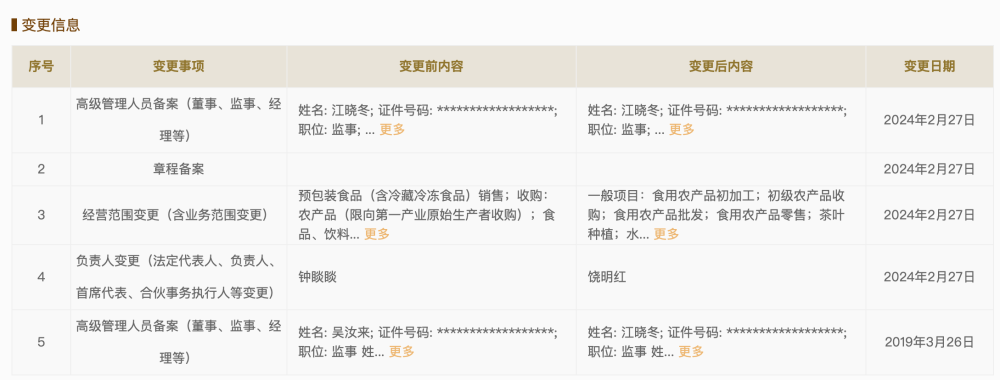 变更信息
序号 变更事项 变更前内容 变更后内容 变更日期
1 高级管理人员备案（董事、监事、经理等） 姓名: 江晓冬; 证件号码: ******************; 职位: 监事; ... 更多 姓名: 江晓冬; 证件号码: ******************; 职位: 监事; ... 更多 2024年2月27日
2 章程备案 2024年2月27日
3 经营范围变更（含业务范围变更） 预包装食品（含冷藏冷冻食品）销售；收购：农产品（限向第一产业原始生产者收购）；食品、饮料... 更多 一般项目：食用农产品初加工；初级农产品收购；食用农产品批发；食用农产品零售；茶叶种植；水... 更多 2024年2月27日
4 负责人变更（法定代表人、负责人、首席代表、合伙事务执行人等变更） 钟睒睒 饶明红 2024年2月27日
5 高级管理人员备案（董事、监事、经理等） 姓名: 吴汝来; 证件号码: ******************; 职位: 监事 姓... 更多 姓名: 江晓冬; 证件号码: ******************; 职位: 监事 姓... 更多 2019年3月26日